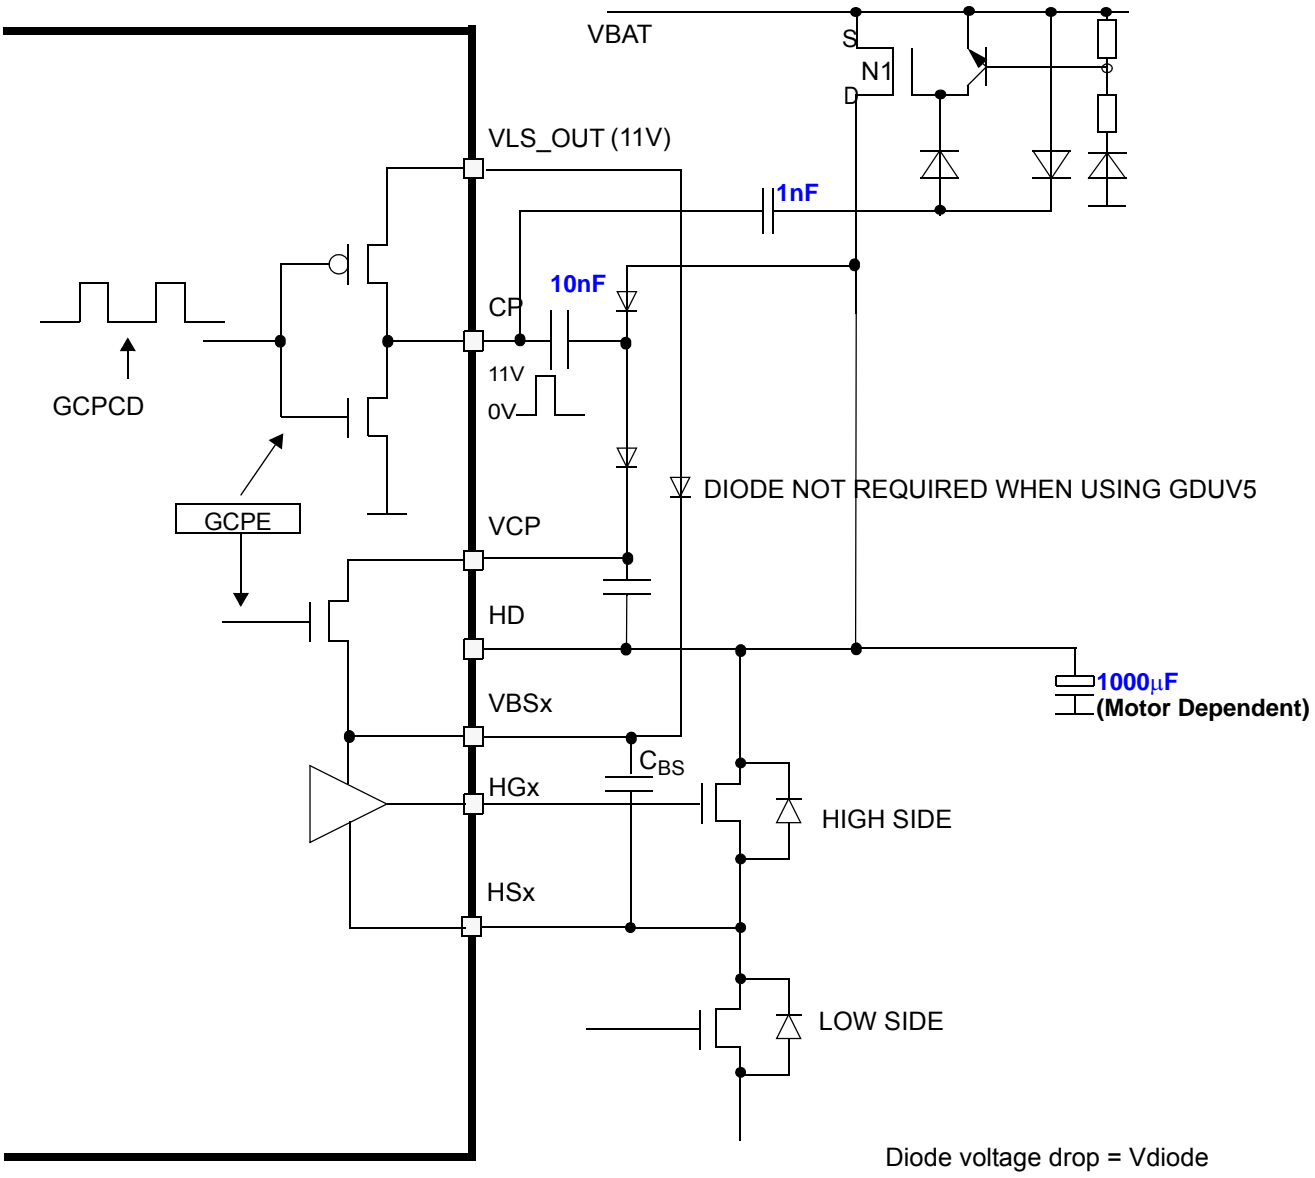 VBAT
S
N1
D
VLS_OUT (11V)
1nF
10nF
CP
11V
0V
GCPCD
DIODE NOT REQUIRED WHEN USING GDUV5
GCPE
VCP
HD
1000μF
(Motor Dependent)
VBSx
CBS
HGx
HIGH SIDE
HSx
LOW SIDE
Diode voltage drop = Vdiode